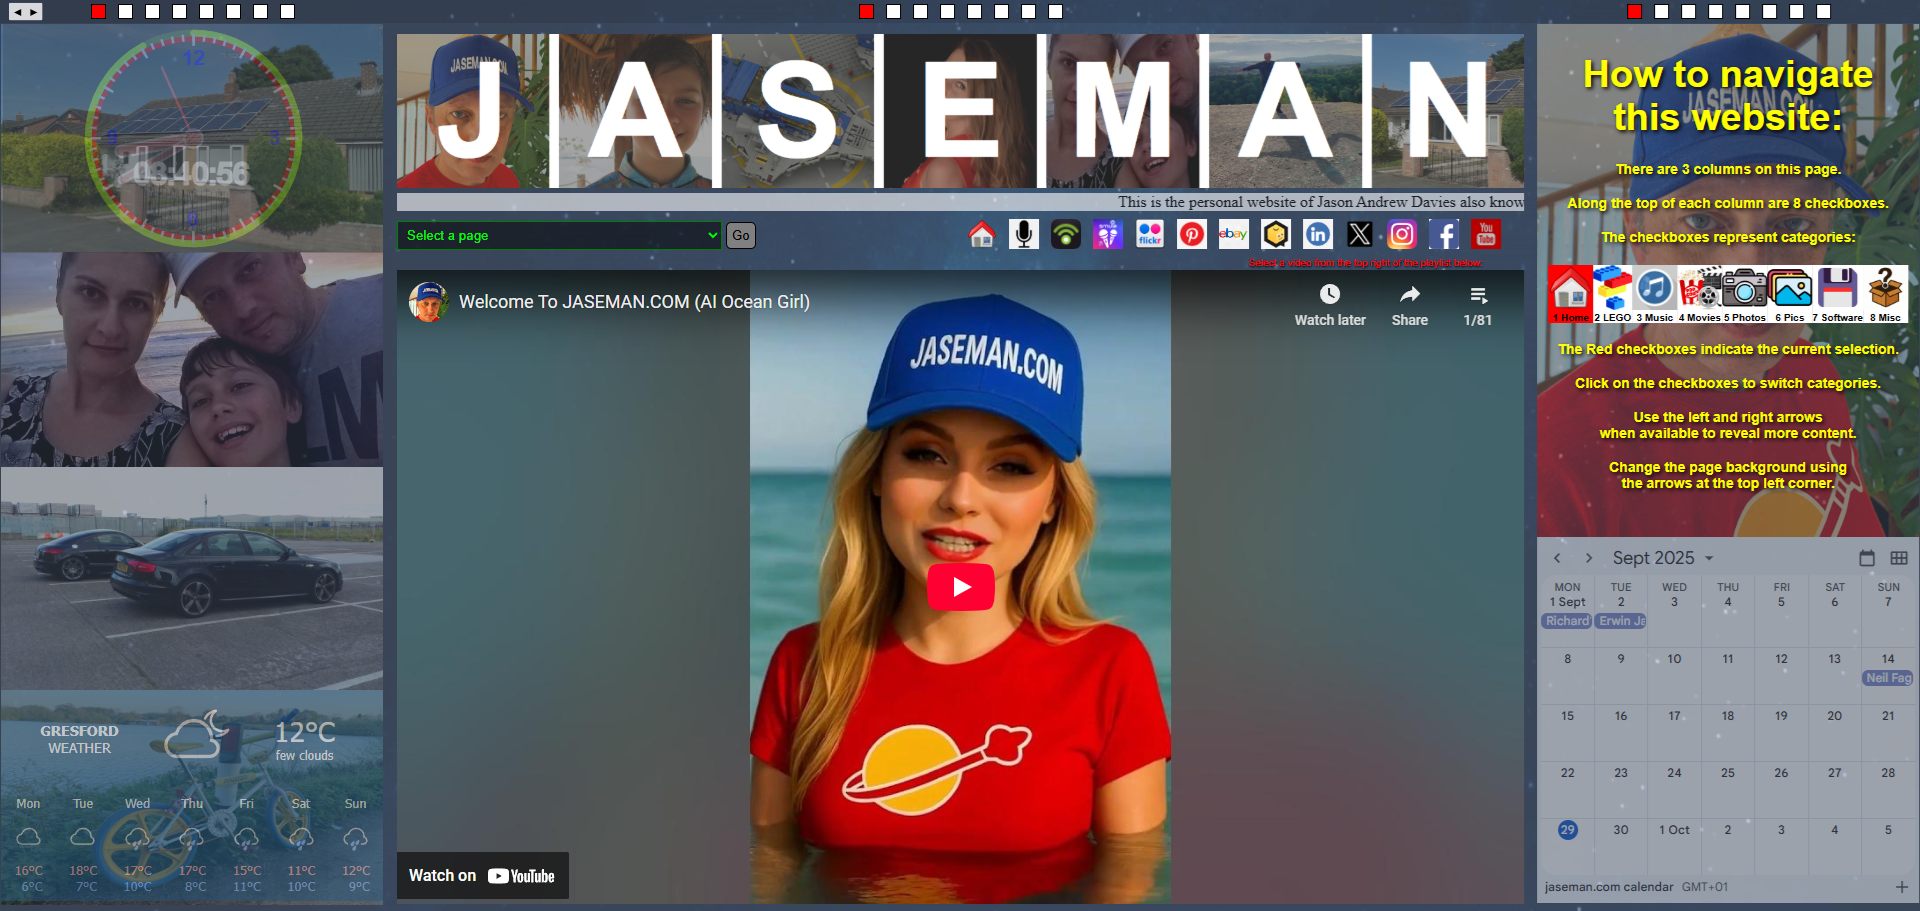 12
3
9
6
03:40:56
GRESFORD
WEATHER
12°C
few clouds
Mon Tue Wed Thu Fri Sat Sun
16°C 18°C 17°C 17°C 15°C 11°C 12°C
6°C 7°C 10°C 8°C 11°C 10°C 9°C
JASEMAN
This is the personal website of Jason Andrew Davies also know
Select a page
Go
flickr
ebay
in
You
Tube
Select a video from the top right of the playlist below.
Welcome To JASEMAN.COM (AI Ocean Girl)
Watch later
Share
1/81
JASEMAN.COM
Watch on YouTube
How to navigate
this website:
There are 3 columns on this page.
Along the top of each column are 8 checkboxes.
The checkboxes represent categories:
1 Home 2 LEGO 3 Music 4 Movies 5 Photos 6 Pics 7 Software 8 Misc
The Red checkboxes indicate the current selection.
Click on the checkboxes to switch categories.
Use the left and right arrows
when available to reveal more content.
Change the page background using
the arrows at the top left corner.
Sept 2025
MON TUE WED THU FRI SAT SUN
1 Sept 2 3 4 5 6 7
Richard Erwin Ja
8 9 10 11 12 13 14
Neil Fag
15 16 17 18 19 20 21
22 23 24 25 26 27 28
29 30 1 Oct 2 3 4 5
jaseman.com calendar GMT+01